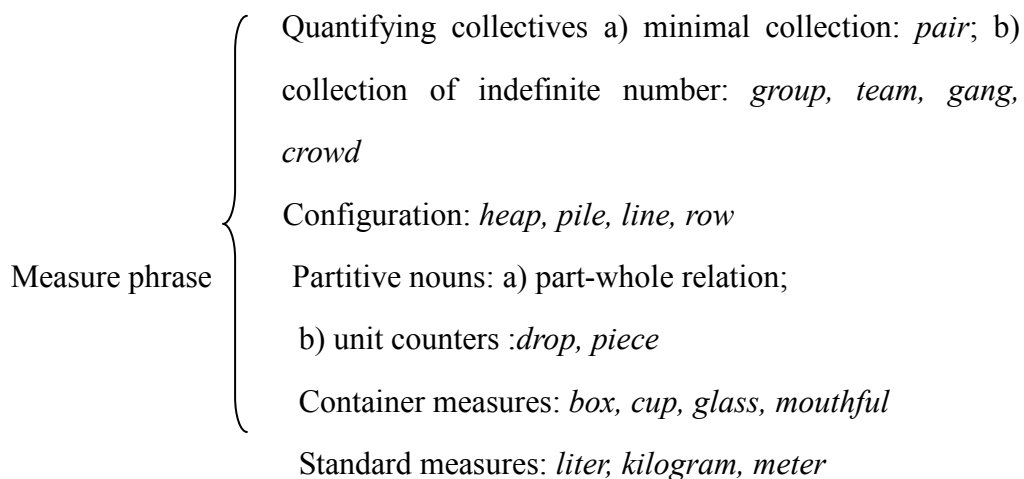 Quantifying collectives a) minimal collection: pair; b)
collection of indefinite number: group, team, gang,
crowd
Configuration: heap, pile, line, row
Measure phrase
Partitive nouns: a) part-whole relation;
b) unit counters :drop, piece
Container measures: box, cup, glass, mouthful
Standard measures: liter, kilogram, meter